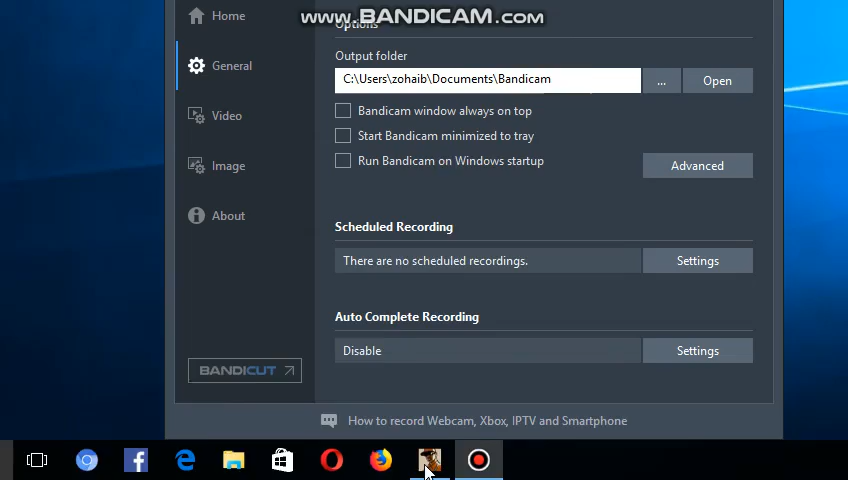 www.BANDICAM.com
Home
Options
Output folder
General
C:\Users\zohaib\Documents\Bandicam
...
Open
Bandicam window always on top
Video
Start Bandicam minimized to tray
Run Bandicam on Windows startup
Image
Advanced
About
Scheduled Recording
There are no scheduled recordings.
Settings
Auto Complete Recording
Disable
Settings
BANDICUT
How to record Webcam, Xbox, IPTV and Smartphone